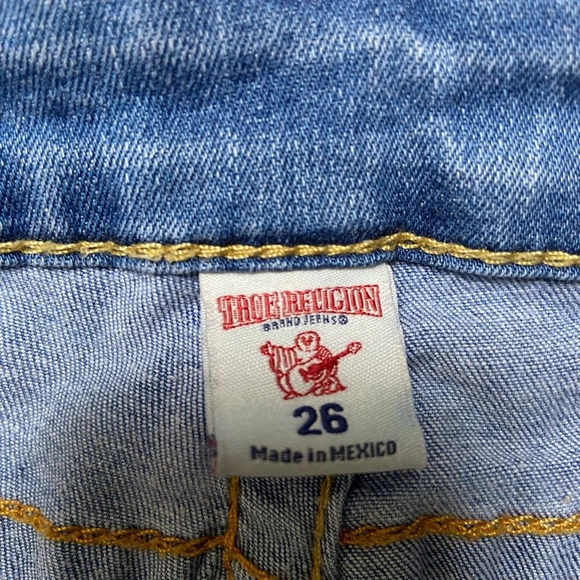 TRUE RELIGION
BRAND JEANS®
26
Made in MEXICO